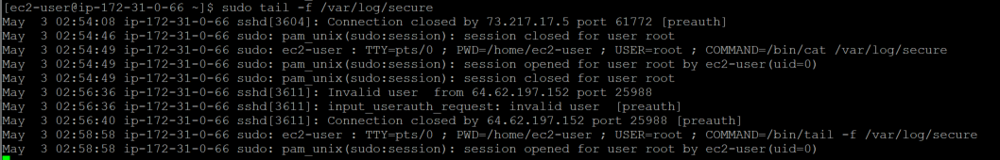 [ec2-user@ip-172-31-0-66 ~]$ sudo tail -f /var/log/secure
May  3 02:54:08 ip-172-31-0-66 sshd[3604]: Connection closed by 73.217.17.5 port 61772 [preauth]
May  3 02:54:46 ip-172-31-0-66 sudo: pam_unix(sudo:session): session closed for user root
May  3 02:54:49 ip-172-31-0-66 sudo: ec2-user : TTY=pts/0 ; PWD=/home/ec2-user ; USER=root ; COMMAND=/bin/cat /var/log/secure
May  3 02:54:49 ip-172-31-0-66 sudo: pam_unix(sudo:session): session opened for user root by ec2-user(uid=0)
May  3 02:54:49 ip-172-31-0-66 sudo: pam_unix(sudo:session): session closed for user root
May  3 02:56:36 ip-172-31-0-66 sshd[3611]: Invalid user  from 64.62.197.152 port 25988
May  3 02:56:36 ip-172-31-0-66 sshd[3611]: input_userauth_request: invalid user  [preauth]
May  3 02:56:40 ip-172-31-0-66 sshd[3611]: Connection closed by 64.62.197.152 port 25988 [preauth]
May  3 02:58:58 ip-172-31-0-66 sudo: ec2-user : TTY=pts/0 ; PWD=/home/ec2-user ; USER=root ; COMMAND=/bin/tail -f /var/log/secure
May  3 02:58:58 ip-172-31-0-66 sudo: pam_unix(sudo:session): session opened for user root by ec2-user(uid=0)